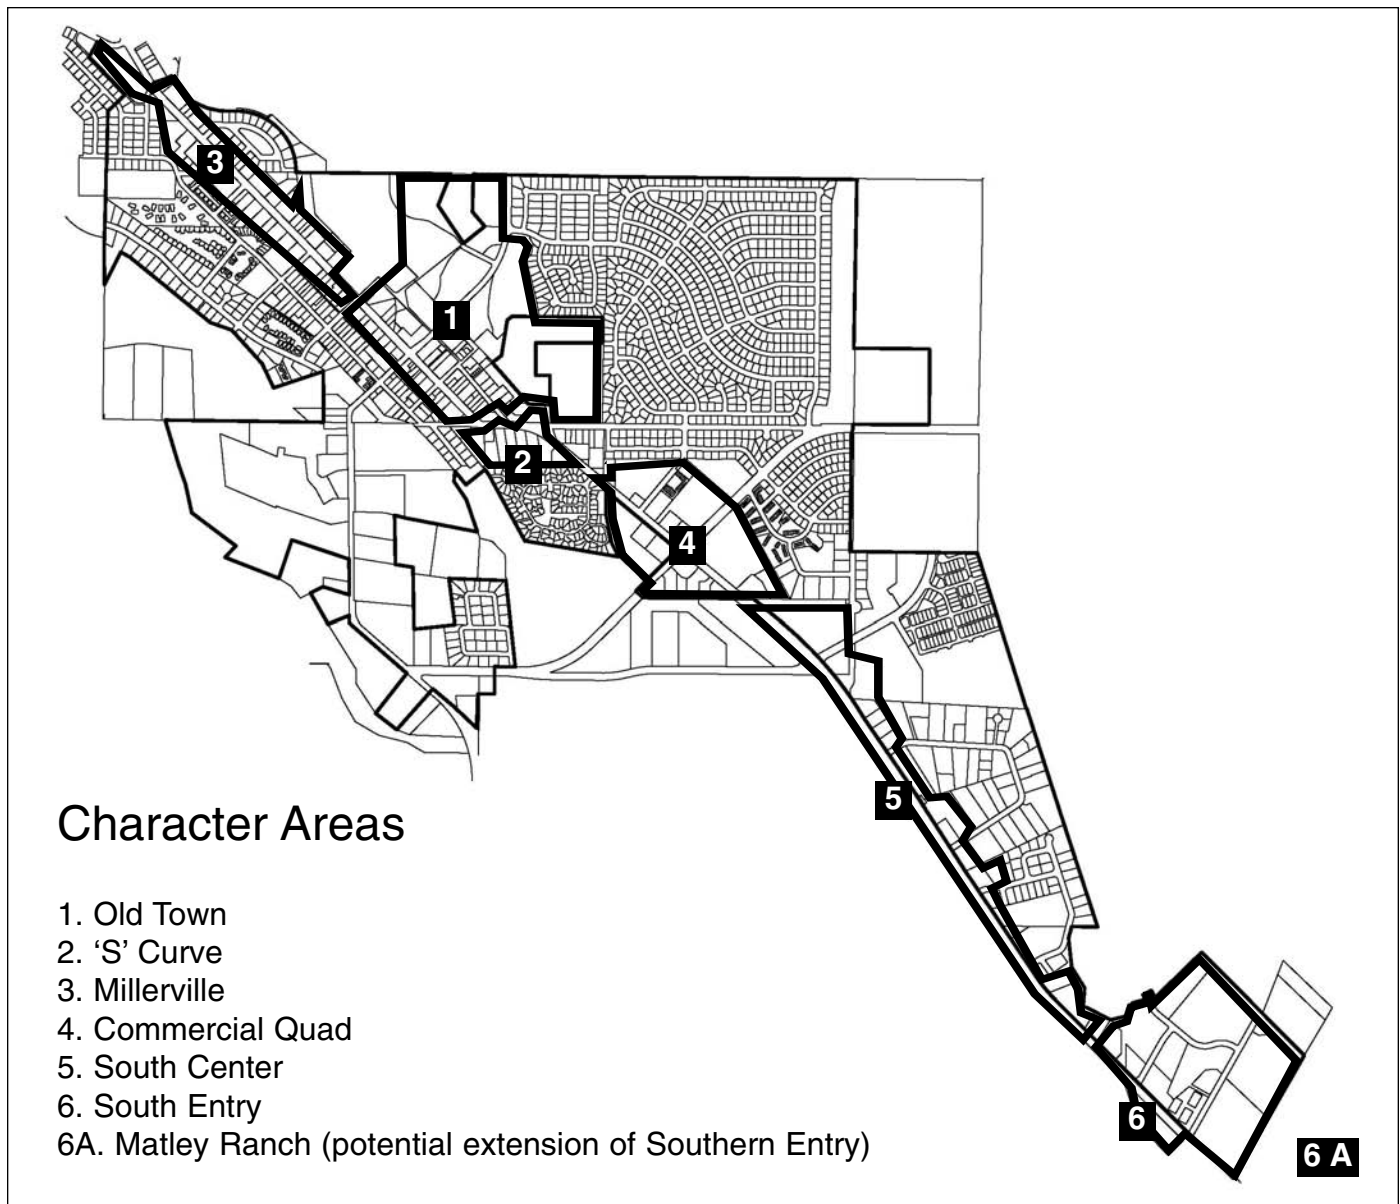 3
1
2
4
5
6
6 A
Character Areas
1. Old Town
2. ‘S’ Curve
3. Millerville
4. Commercial Quad
5. South Center
6. South Entry
6A. Matley Ranch (potential extension of Southern Entry)